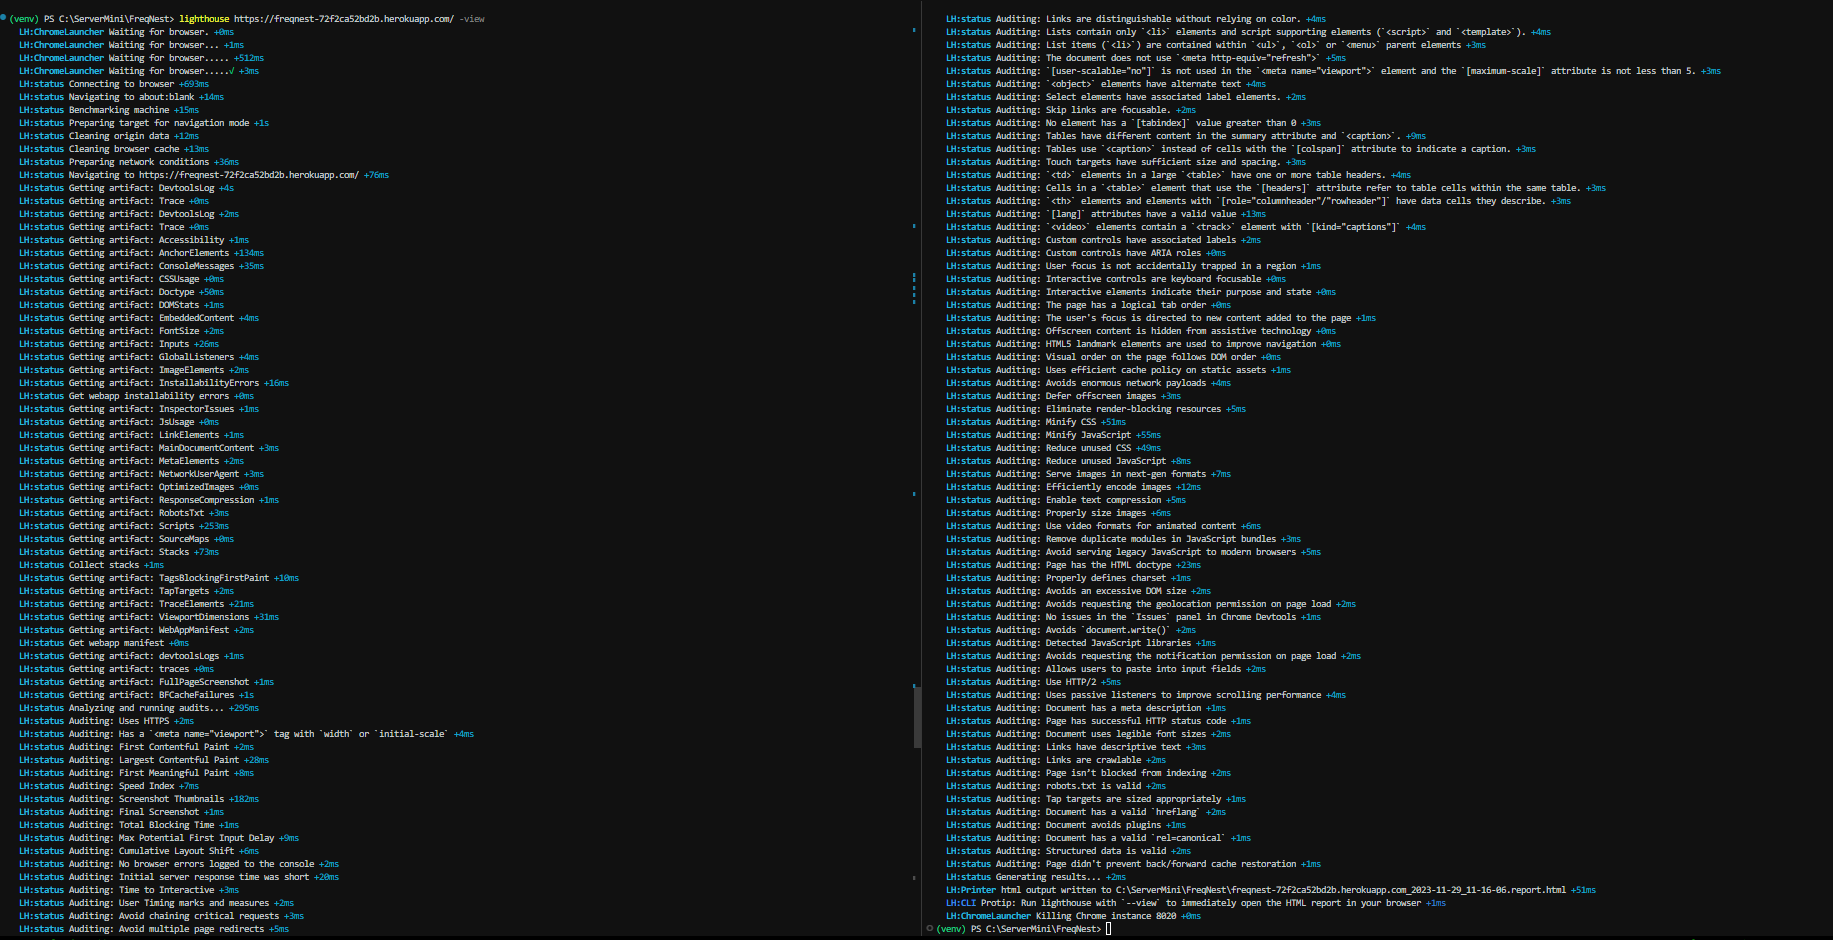 (venv) PS C:\ServerMini\FreqNest> lighthouse https://freqnest-72f2ca52bd2b.herokuapp.com/ -view
LH:ChromeLauncher Waiting for browser. +0ms
LH:ChromeLauncher Waiting for browser... +1ms
LH:ChromeLauncher Waiting for browser..... +512ms
LH:ChromeLauncher Waiting for browser.....√ +3ms
LH:status Connecting to browser +693ms
LH:status Navigating to about:blank +14ms
LH:status Benchmarking machine +15ms
LH:status Preparing target for navigation mode +1s
LH:status Cleaning origin data +12ms
LH:status Cleaning browser cache +13ms
LH:status Preparing network conditions +36ms
LH:status Navigating to https://freqnest-72f2ca52bd2b.herokuapp.com/ +76ms
LH:status Getting artifact: DevtoolsLog +4s
LH:status Getting artifact: Trace +0ms
LH:status Getting artifact: DevtoolsLog +2ms
LH:status Getting artifact: Trace +0ms
LH:status Getting artifact: Accessibility +1ms
LH:status Getting artifact: AnchorElements +134ms
LH:status Getting artifact: ConsoleMessages +35ms
LH:status Getting artifact: CSSUsage +0ms
LH:status Getting artifact: Doctype +50ms
LH:status Getting artifact: DOMStats +1ms
LH:status Getting artifact: EmbeddedContent +4ms
LH:status Getting artifact: FontSize +2ms
LH:status Getting artifact: Inputs +26ms
LH:status Getting artifact: GlobalListeners +4ms
LH:status Getting artifact: ImageElements +2ms
LH:status Getting artifact: InstallabilityErrors +16ms
LH:status Get webapp installability errors +0ms
LH:status Getting artifact: InspectorIssues +1ms
LH:status Getting artifact: JsUsage +0ms
LH:status Getting artifact: LinkElements +1ms
LH:status Getting artifact: MainDocumentContent +3ms
LH:status Getting artifact: MetaElements +2ms
LH:status Getting artifact: NetworkUserAgent +3ms
LH:status Getting artifact: OptimizedImages +0ms
LH:status Getting artifact: ResponseCompression +1ms
LH:status Getting artifact: RobotsTxt +3ms
LH:status Getting artifact: Scripts +253ms
LH:status Getting artifact: SourceMaps +0ms
LH:status Getting artifact: Stacks +73ms
LH:status Collect stacks +1ms
LH:status Getting artifact: TagsBlockingFirstPaint +10ms
LH:status Getting artifact: TapTargets +2ms
LH:status Getting artifact: TraceElements +21ms
LH:status Getting artifact: ViewportDimensions +31ms
LH:status Getting artifact: WebAppManifest +2ms
LH:status Get webapp manifest +0ms
LH:status Getting artifact: devtoolsLogs +1ms
LH:status Getting artifact: traces +0ms
LH:status Getting artifact: FullPageScreenshot +1ms
LH:status Getting artifact: BFCacheFailures +1s
LH:status Analyzing and running audits... +295ms
LH:status Auditing: Uses HTTPS +2ms
LH:status Auditing: Has a `<meta name="viewport">` tag with `width` or `initial-scale` +4ms
LH:status Auditing: First Contentful Paint +2ms
LH:status Auditing: Largest Contentful Paint +28ms
LH:status Auditing: First Meaningful Paint +8ms
LH:status Auditing: Speed Index +7ms
LH:status Auditing: Screenshot Thumbnails +182ms
LH:status Auditing: Final Screenshot +1ms
LH:status Auditing: Total Blocking Time +1ms
LH:status Auditing: Max Potential First Input Delay +9ms
LH:status Auditing: Cumulative Layout Shift +6ms
LH:status Auditing: No browser errors logged to the console +2ms
LH:status Auditing: Initial server response time was short +20ms
LH:status Auditing: Time to Interactive +3ms
LH:status Auditing: User Timing marks and measures +2ms
LH:status Auditing: Avoid chaining critical requests +3ms
LH:status Auditing: Avoid multiple page redirects +5ms
LH:status Auditing: Links are distinguishable without relying on color. +4ms
LH:status Auditing: Lists contain only `<li>` elements and script supporting elements (`<script>` and `<template>`). +4ms
LH:status Auditing: List items (`<li>`) are contained within `<ul>`, `<ol>` or `<menu>` parent elements +3ms
LH:status Auditing: The document does not use `<meta http-equiv="refresh">` +5ms
LH:status Auditing: `[user-scalable="no"]` is not used in the `<meta name="viewport">` element and the `[maximum-scale]` attribute is not less than 5. +3ms
LH:status Auditing: `<object>` elements have alternate text +4ms
LH:status Auditing: Select elements have associated label elements. +2ms
LH:status Auditing: Skip links are focusable. +2ms
LH:status Auditing: No element has a `[tabindex]` value greater than 0 +3ms
LH:status Auditing: Tables have different content in the summary attribute and `<caption>`. +9ms
LH:status Auditing: Tables use `<caption>` instead of cells with the `[colspan]` attribute to indicate a caption. +3ms
LH:status Auditing: Touch targets have sufficient size and spacing. +3ms
LH:status Auditing: `<td>` elements in a large `<table>` have one or more table headers. +4ms
LH:status Auditing: Cells in a `<table>` element that use the `[headers]` attribute refer to table cells within the same table. +3ms
LH:status Auditing: `<th>` elements and elements with `[role="columnheader"/"rowheader"]` have data cells they describe. +3ms
LH:status Auditing: `[lang]` attributes have a valid value +13ms
LH:status Auditing: `<video>` elements contain a `<track>` element with `[kind="captions"]` +4ms
LH:status Auditing: Custom controls have associated labels +2ms
LH:status Auditing: Custom controls have ARIA roles +0ms
LH:status Auditing: User focus is not accidentally trapped in a region +1ms
LH:status Auditing: Interactive controls are keyboard focusable +0ms
LH:status Auditing: Interactive elements indicate their purpose and state +0ms
LH:status Auditing: The page has a logical tab order +0ms
LH:status Auditing: The user's focus is directed to new content added to the page +1ms
LH:status Auditing: Offscreen content is hidden from assistive technology +0ms
LH:status Auditing: HTML5 landmark elements are used to improve navigation +0ms
LH:status Auditing: Visual order on the page follows DOM order +0ms
LH:status Auditing: Uses efficient cache policy on static assets +1ms
LH:status Auditing: Avoids enormous network payloads +4ms
LH:status Auditing: Defer offscreen images +3ms
LH:status Auditing: Eliminate render-blocking resources +5ms
LH:status Auditing: Minify CSS +51ms
LH:status Auditing: Minify JavaScript +55ms
LH:status Auditing: Reduce unused CSS +49ms
LH:status Auditing: Reduce unused JavaScript +8ms
LH:status Auditing: Serve images in next-gen formats +7ms
LH:status Auditing: Efficiently encode images +12ms
LH:status Auditing: Enable text compression +5ms
LH:status Auditing: Properly size images +6ms
LH:status Auditing: Use video formats for animated content +6ms
LH:status Auditing: Remove duplicate modules in JavaScript bundles +3ms
LH:status Auditing: Avoid serving legacy JavaScript to modern browsers +5ms
LH:status Auditing: Page has the HTML doctype +23ms
LH:status Auditing: Properly defines charset +1ms
LH:status Auditing: Avoids an excessive DOM size +2ms
LH:status Auditing: Avoids requesting the geolocation permission on page load +2ms
LH:status Auditing: No issues in the `Issues` panel in Chrome Devtools +1ms
LH:status Auditing: Avoids `document.write()` +2ms
LH:status Auditing: Detected JavaScript libraries +1ms
LH:status Auditing: Avoids requesting the notification permission on page load +2ms
LH:status Auditing: Allows users to paste into input fields +2ms
LH:status Auditing: Use HTTP/2 +5ms
LH:status Auditing: Uses passive listeners to improve scrolling performance +4ms
LH:status Auditing: Document has a meta description +1ms
LH:status Auditing: Page has successful HTTP status code +1ms
LH:status Auditing: Document uses legible font sizes +2ms
LH:status Auditing: Links have descriptive text +3ms
LH:status Auditing: Links are crawlable +2ms
LH:status Auditing: Page isn’t blocked from indexing +2ms
LH:status Auditing: robots.txt is valid +2ms
LH:status Auditing: Tap targets are sized appropriately +1ms
LH:status Auditing: Document has a valid `hreflang` +2ms
LH:status Auditing: Document avoids plugins +1ms
LH:status Auditing: Document has a valid `rel=canonical` +1ms
LH:status Auditing: Structured data is valid +2ms
LH:status Auditing: Page didn't prevent back/forward cache restoration +1ms
LH:status Generating results... +2ms
LH:Printer html output written to C:\ServerMini\FreqNest\freqnest-72f2ca52bd2b.herokuapp.com_2023-11-29_11-16-06.report.html +51ms
LH:CLI Protip: Run lighthouse with `--view` to immediately open the HTML report in your browser +1ms
LH:ChromeLauncher Killing Chrome instance 8020 +0ms
(venv) PS C:\ServerMini\FreqNest>